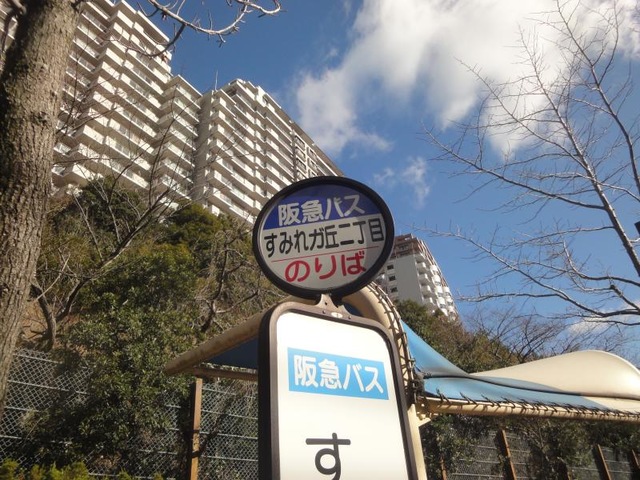 阪急バス
すみれガ丘二丁目
のりば
阪急バス
す